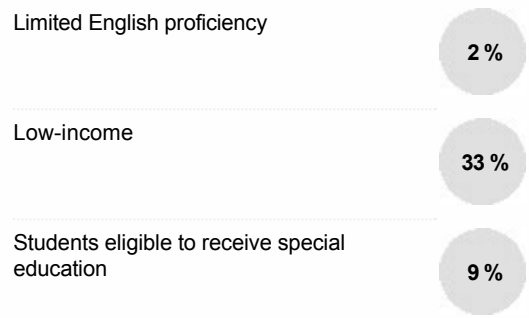 Limited English proficiency
2 %
Low-income
33 %
Students eligible to receive special
education
9 %